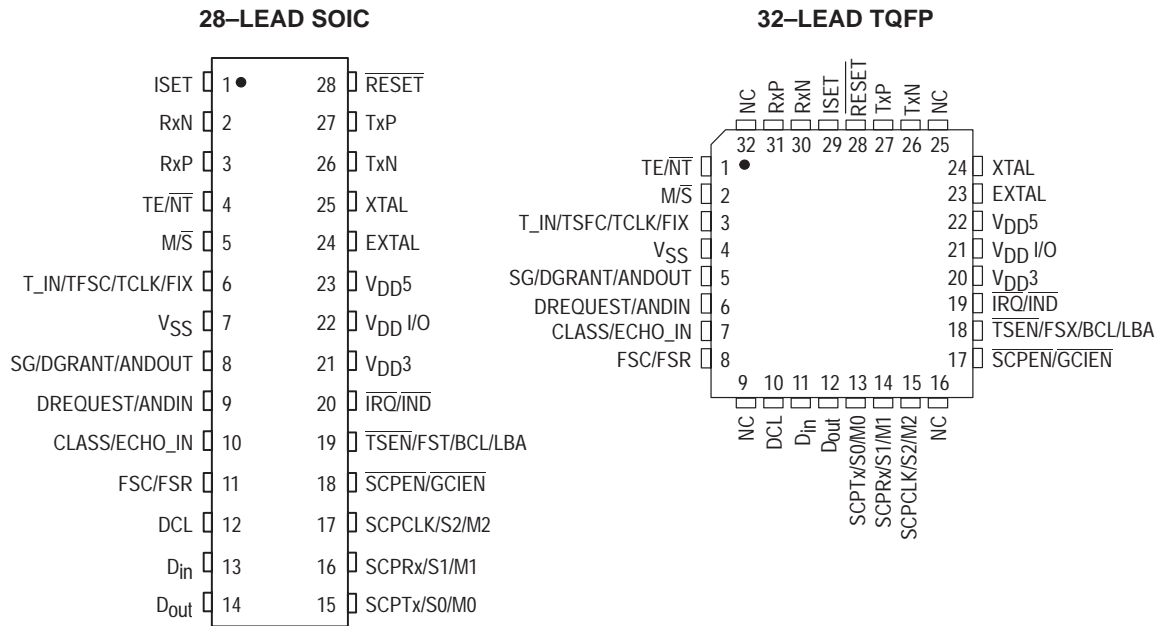 28–LEAD SOIC
ISET 1 28 RESET
RxN 2 27 TxP
RxP 3 26 TxN
TE/NT 4 25 XTAL
M/S 5 24 EXTAL
T_IN/TFSC/TCLK/FIX 6 23 VDD5
VSS 7 22 VDD I/O
SG/DGRANT/ANDOUT 8 21 VDD3
DREQUEST/ANDIN 9 20 IRQ/IND
CLASS/ECHO_IN 10 19 TSEN/FST/BCL/LBA
FSC/FSR 11 18 SCPEN/GCIEN
DCL 12 17 SCPCLK/S2/M2
Din 13 16 SCPRx/S1/M1
Dout 14 15 SCPTx/S0/M0
32–LEAD TQFP
NC RxP RxN ISET RESET TxP TxN NC
32 31 30 29 28 27 26 25
TE/NT 1 24 XTAL
M/S 2 23 EXTAL
T_IN/TSFC/TCLK/FIX 3 22 VDD5
VSS 4 21 VDD I/O
SG/DGRANT/ANDOUT 5 20 VDD3
DREQUEST/ANDIN 6 19 IRQ/IND
CLASS/ECHO_IN 7 18 TSEN/FSX/BCL/LBA
FSC/FSR 8 17 SCPEN/GCIEN
9 10 11 12 13 14 15 16
NC DCL Din Dout SCPTx/S0/M0 SCPRx/S1/M1 SCPCLK/S2/M2 NC